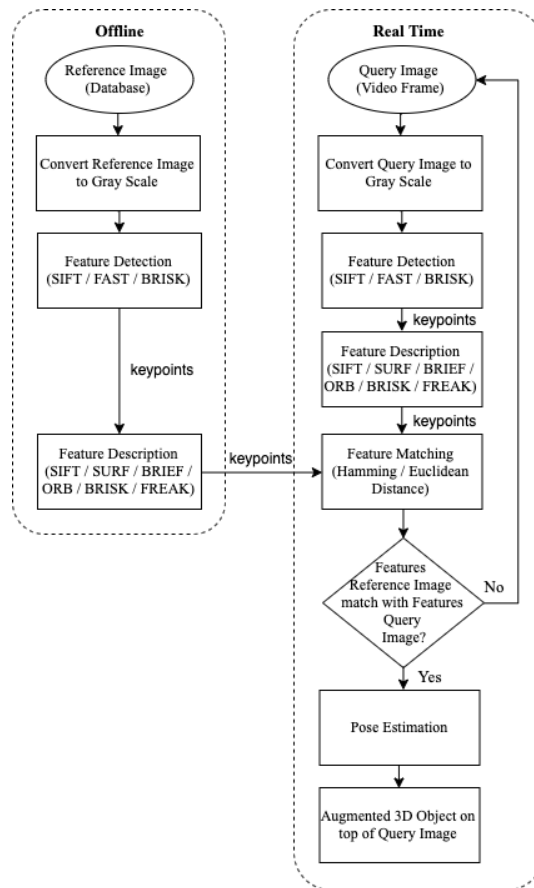 Offline
Reference Image
(Database)
Convert Reference Image
to Gray Scale
Feature Detection
(SIFT / FAST / BRISK)
keypoints
Feature Description
(SIFT / SURF / BRIEF /
ORB / BRISK / FREAK)
keypoints
Real Time
Query Image
(Video Frame)
Convert Query Image to
Gray Scale
Feature Detection
(SIFT / FAST / BRISK)
keypoints
Feature Description
(SIFT / SURF / BRIEF /
ORB / BRISK / FREAK)
keypoints
Feature Matching
(Hamming / Euclidean
Distance)
Features
Reference Image
match with Features
Query
Image?
No
Yes
Pose Estimation
Augmented 3D Object on
top of Query Image